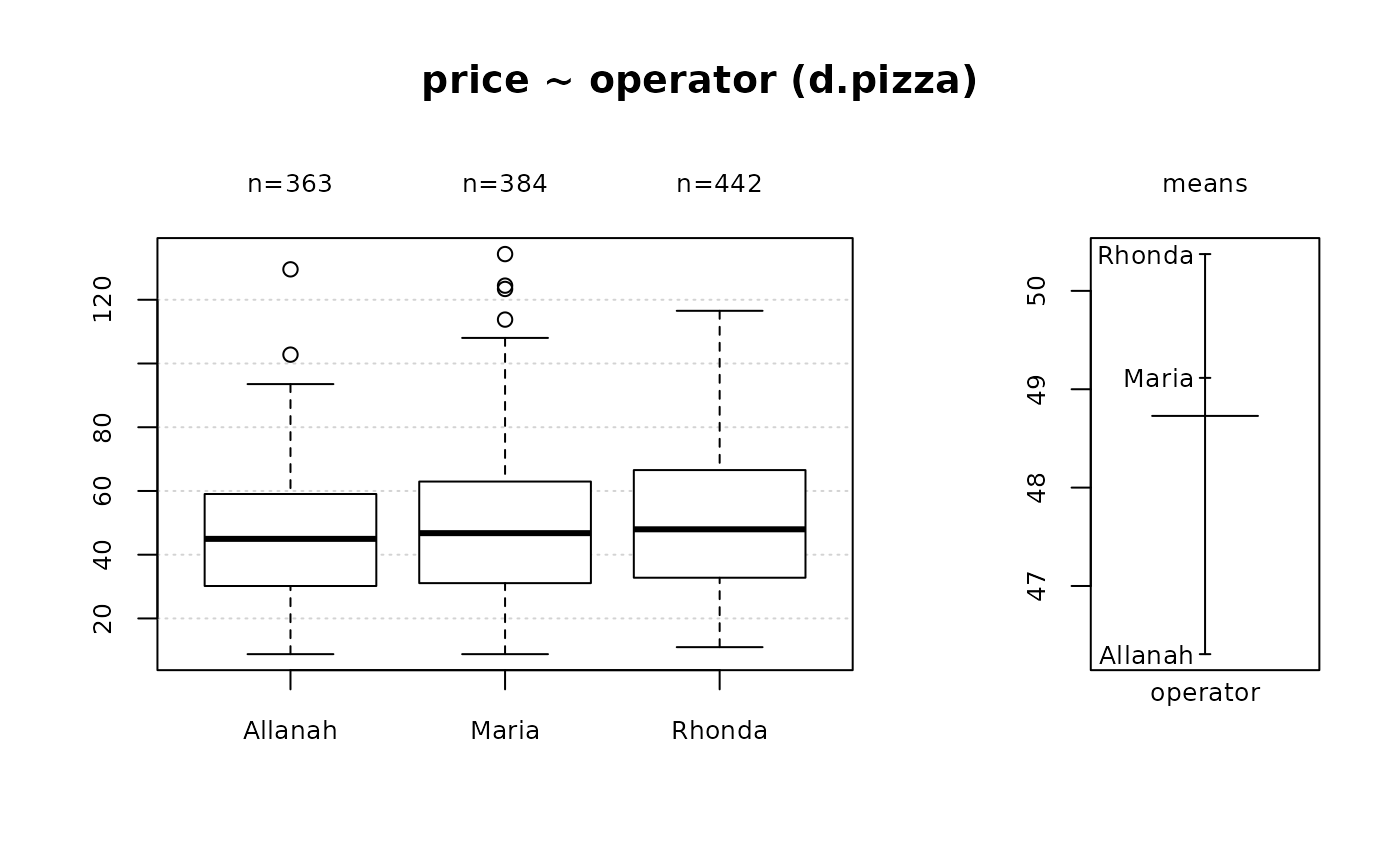 price ~ operator (d.pizza)
n=363 n=384 n=442
120
80
60
40
20
Allanah Maria Rhonda
means
50
49
48
47
Rhonda
Maria
Allanah
operator